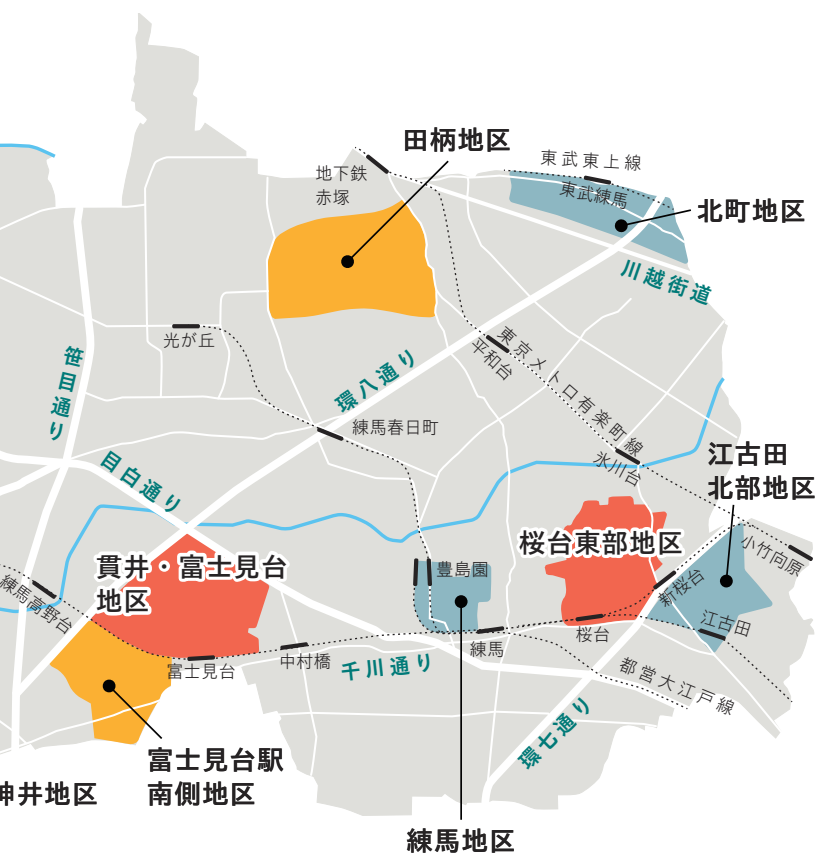 田柄地区
東武東上線
地下鉄
赤塚
東武練馬
北町地区
川越街道
光が丘
笹目通り
環八通り
平和台
東京メトロ有楽町線
練馬春日町
目白通り
氷川台
江古田
北部地区
桜台東部地区
小竹向原
貫井・富士見台
地区
豊島園
新桜台
練馬高野台
江古田
桜台
練馬
富士見台
中村橋
千川通り
都営大江戸線
環七通り
富士見台駅
南側地区
神井地区
練馬地区